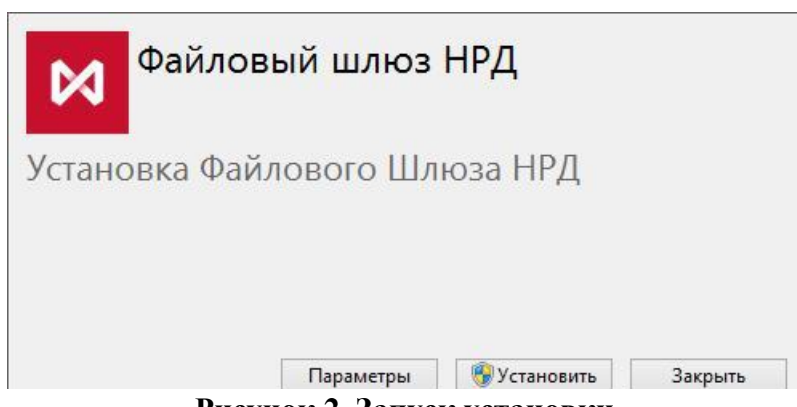 Файловый шлюз НРД
Установка Файлового Шлюза НРД
Параметры Установить Закрыть
Рисунок 2. Запуск установки